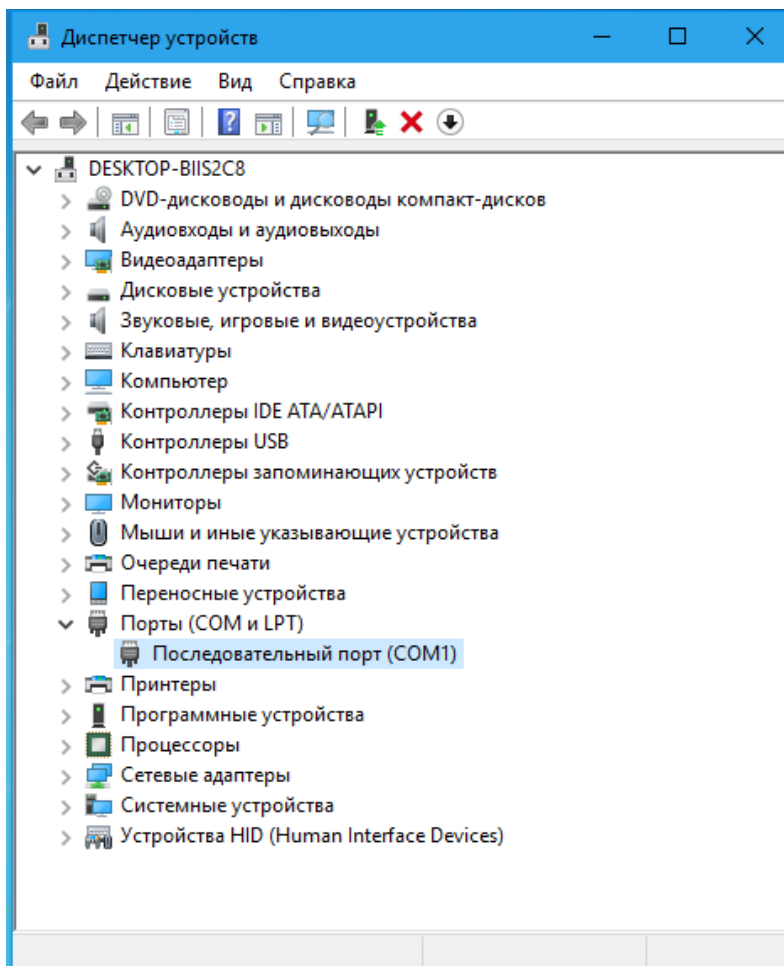 Диспетчер устройств
Файл Действие Вид Справка
DESKTOP-BIIS2C8
DVD-дисководы и дисководы компакт-дисков
Аудиовходы и аудиовыходы
Видеоадаптеры
Дисковые устройства
Звуковые, игровые и видеоустройства
Клавиатуры
Компьютер
Контроллеры IDE ATA/ATAPI
Контроллеры USB
Контроллеры запоминающих устройств
Мониторы
Мыши и иные указывающие устройства
Очереди печати
Переносные устройства
Порты (COM и LPT)
Последовательный порт (COM1)
Принтеры
Программные устройства
Процессоры
Сетевые адаптеры
Системные устройства
Устройства HID (Human Interface Devices)